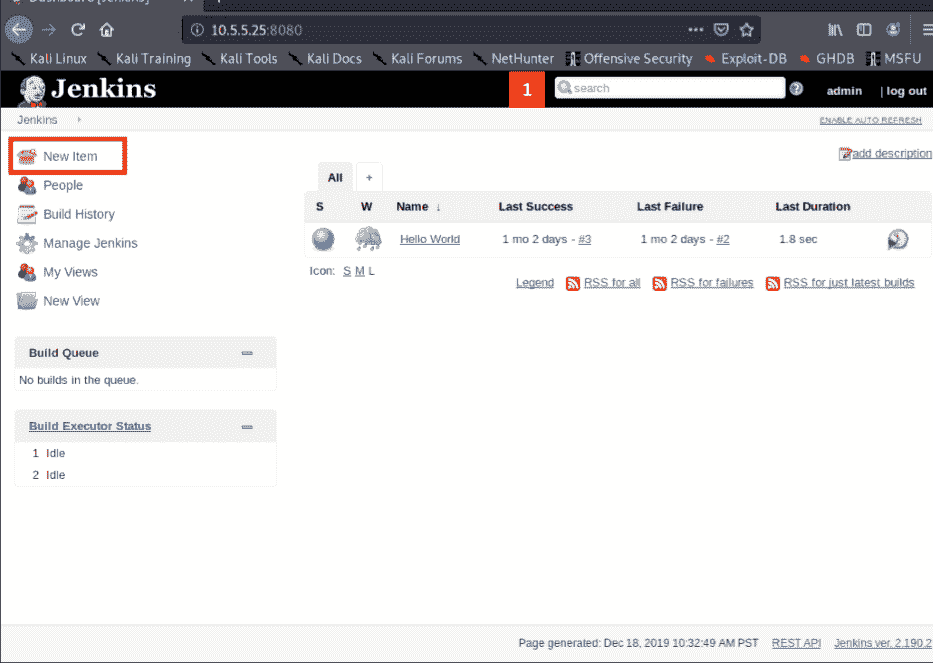 10.5.5.25:8080
Kali Linux Kali Training Kali Tools Kali Docs Kali Forums NetHunter Offensive Security Exploit-DB GHDB MSFU
Jenkins 1 search ? admin | log out
Jenkins ENABLE AUTO REFRESH
New Item
People
Build History
Manage Jenkins
My Views
New View
Build Queue
No builds in the queue.
Build Executor Status
1 Idle
2 Idle
add description
All +
S W Name ↓ Last Success Last Failure Last Duration
Hello World 1 mo 2 days - #3 1 mo 2 days - #2 1.8 sec
Icon: S M L
Legend RSS for all RSS for failures RSS for just latest builds
Page generated: Dec 18, 2019 10:32:49 AM PST REST API Jenkins ver. 2.190.2